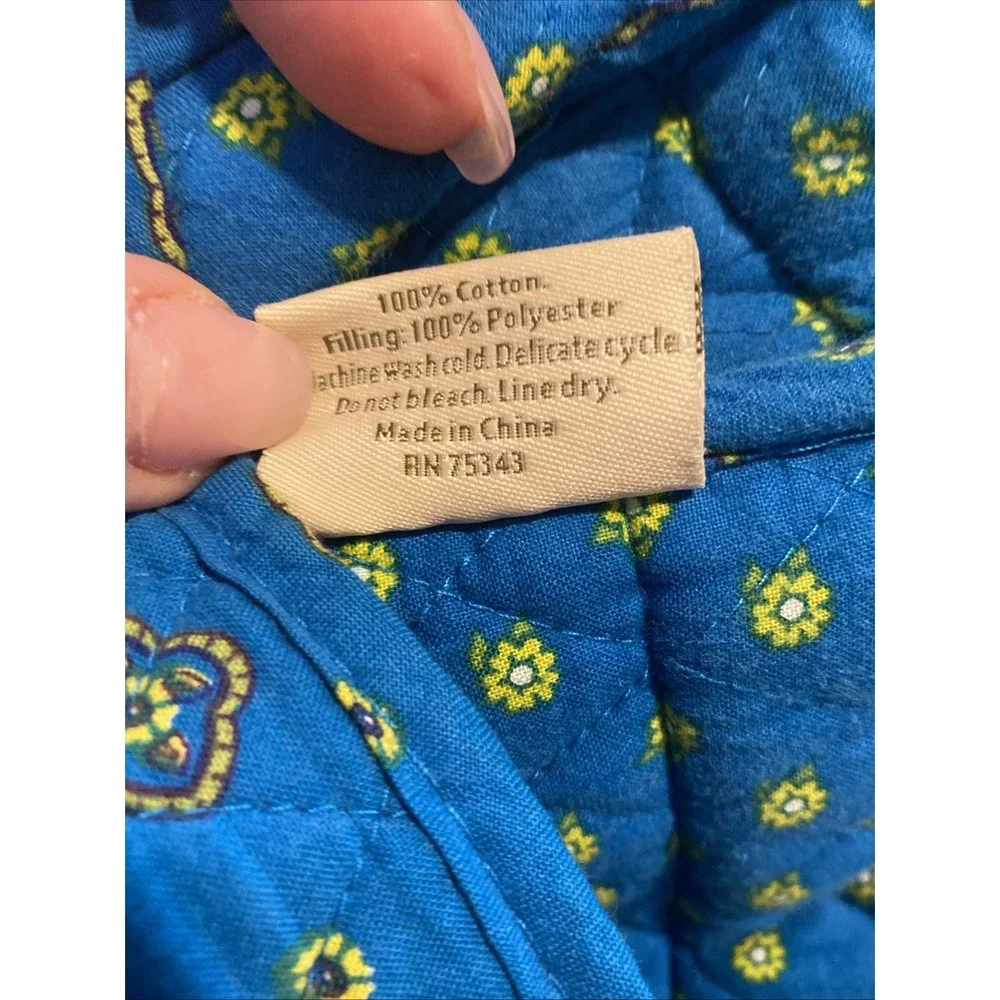 100% Cotton.
Filling: 100% Polyester
achine wash cold. Delicate cycle
Do not bleach. Line dry.
Made in China
RN 75343